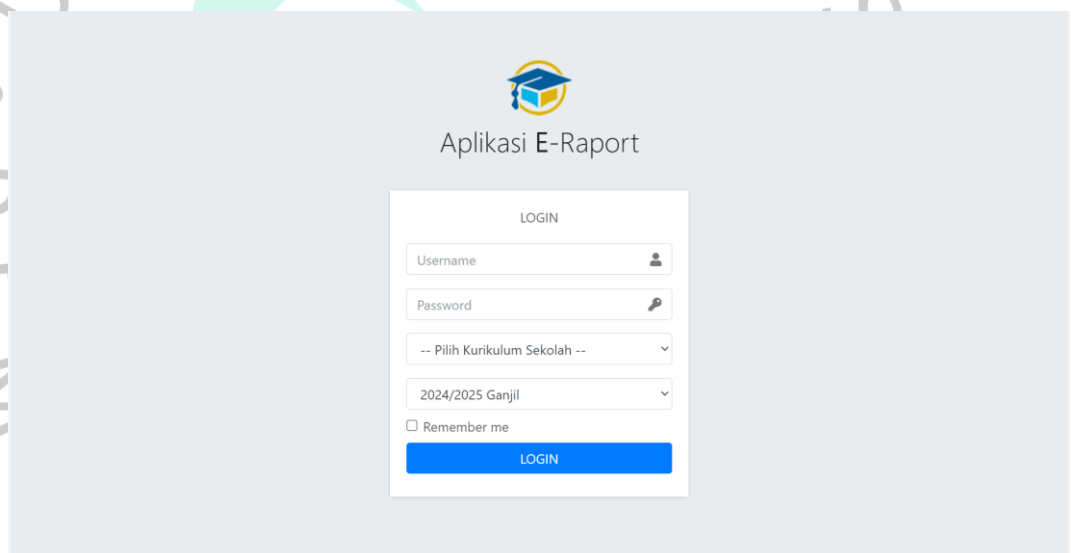 Aplikasi E-Raport
LOGIN
Username
Password
-- Pilih Kurikulum Sekolah --
2024/2025 Ganjil
Remember me
LOGIN